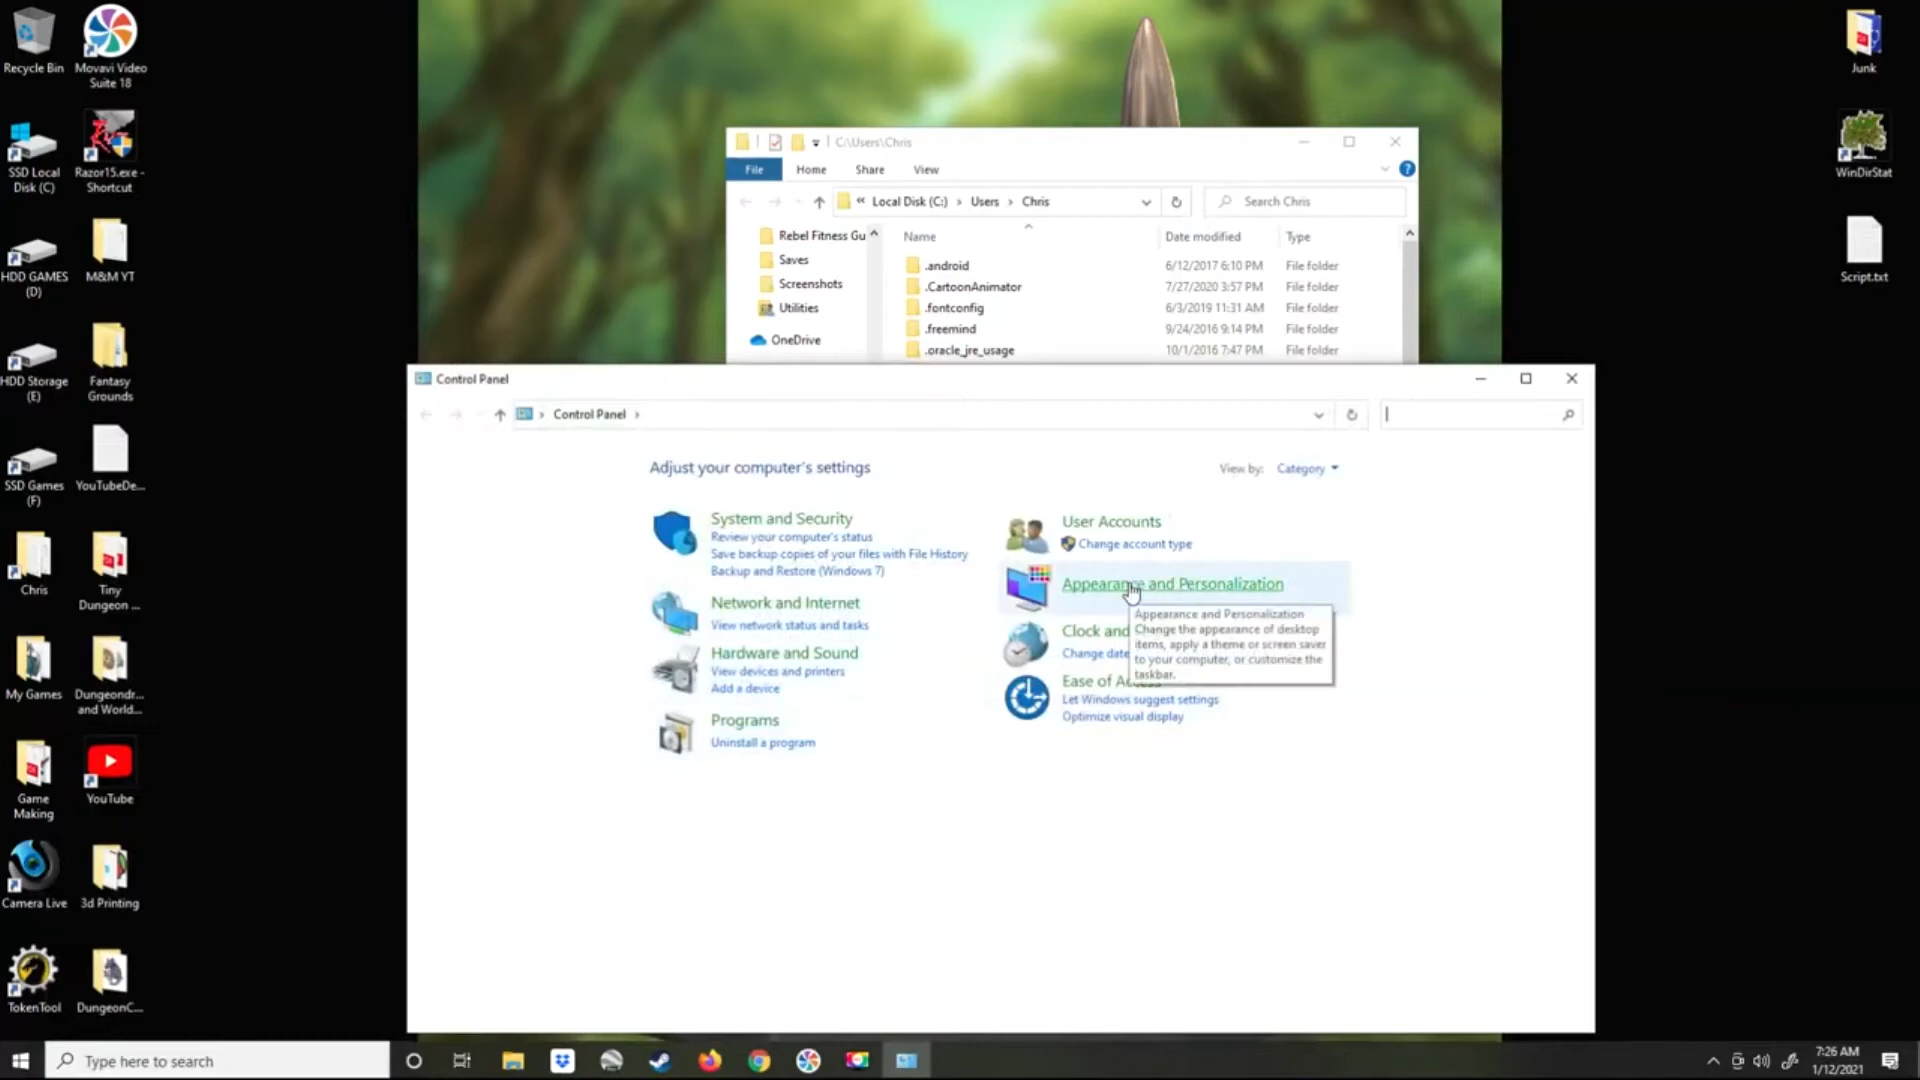 Recycle Bin
Movavi Video
Suite 18
SSD Local
Disk (C)
Razor15.exe -
Shortcut
HDD GAMES
(D)
M&M YT
HDD Storage
(E)
Fantasy
Grounds
SSD Games
(F)
YouTubeDe...
Chris
Tiny
Dungeon ...
My Games
Dungeondr...
and World...
Game
Making
YouTube
Camera Live
3d Printing
TokenTool
DungeonC...
Junk
WinDirStat
Script.txt
C:\Users\Chris
File
Home
Share
View
Local Disk (C:) > Users > Chris
Search Chris
Rebel Fitness Gu
Saves
Screenshots
Utilities
OneDrive
Name Date modified Type
.android 6/12/2017 6:10 PM File folder
.CartoonAnimator 7/27/2020 3:57 PM File folder
.fontconfig 6/3/2019 11:31 AM File folder
.freemind 9/24/2016 9:14 PM File folder
.oracle_jre_usage 10/1/2016 7:47 PM File folder
Control Panel
Control Panel >
Adjust your computer's settings
View by: Category
System and Security
Review your computer's status
Save backup copies of your files with File History
Backup and Restore (Windows 7)
Network and Internet
View network status and tasks
Hardware and Sound
View devices and printers
Add a device
Programs
Uninstall a program
User Accounts
Change account type
Appearance and Personalization
Appearance and Personalization
Change the appearance of desktop
items, apply a theme or screen saver
to your computer, or customize the
taskbar.
Clock and
Change date
Ease of Access
Let Windows suggest settings
Optimize visual display
Type here to search
7:26 AM
1/12/2021